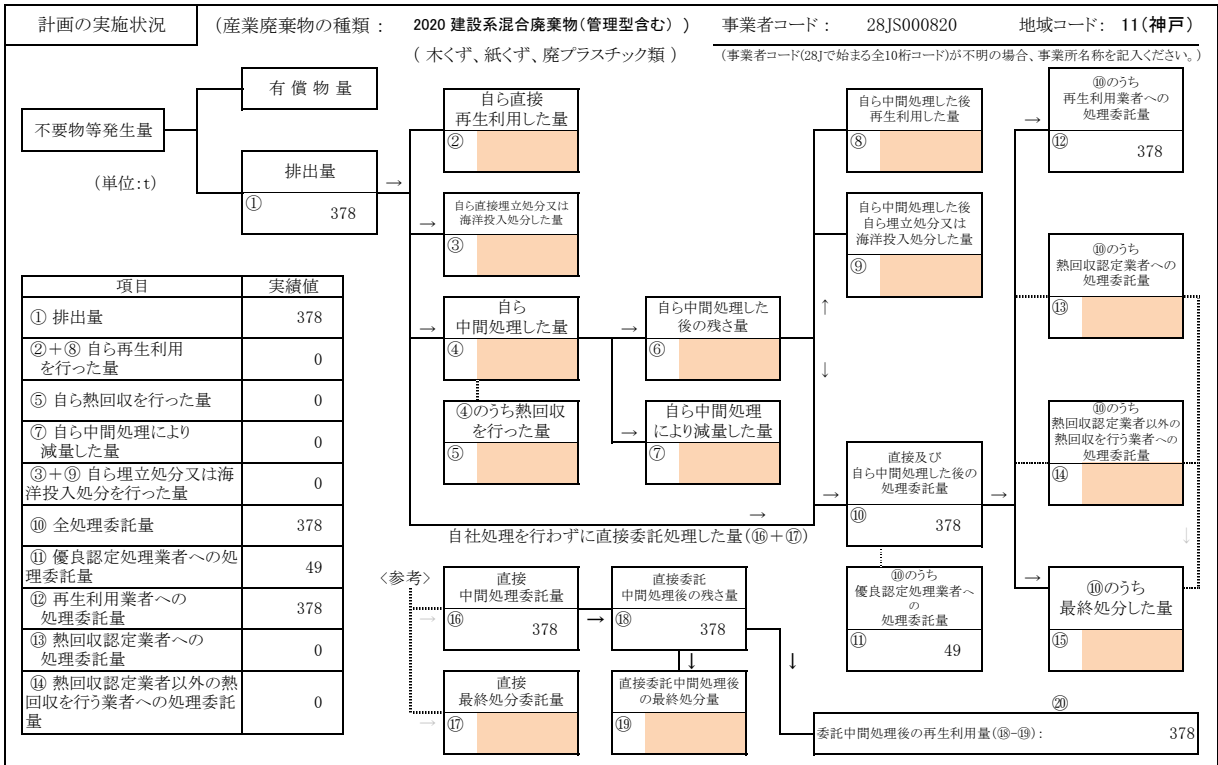 計画の実施状況
(産業廃棄物の種類： 2020 建設系混合廃棄物(管理型含む) )
事業者コード： 28JS000820
地域コード： 11(神戸)
( 木くず、紙くず、廃プラスチック類 )
(事業者コード(28Jで始まる全10桁コード)が不明の場合、事業所名称を記入ください。)
不要物等発生量
(単位:t)
有償物量
排出量
→
① 378
自ら直接
再生利用した量
②
→
自ら直接埋立処分又は
海洋投入処分した量
③
→
自ら
中間処理した量
④
④のうち熱回収
を行った量
⑤
→
自ら中間処理した
後の残さ量
⑥
→
自ら中間処理
により減量した量
⑦
自ら中間処理した後
再生利用した量
⑧
自ら中間処理した後
自ら埋立処分又は
海洋投入処分した量
⑨
↑
↓
→
直接及び
自ら中間処理した後の
処理委託量
→
⑩ 378
⑩のうち
優良認定処理業者へ
の
処理委託量
⑪ 49
→
⑩のうち
再生利用業者への
処理委託量
⑫ 378
⑩のうち
熱回収認定業者への
処理委託量
⑬
⑩のうち
熱回収認定業者以外の
熱回収を行う業者への
処理委託量
⑭
↓
→
⑩のうち
最終処分した量
⑮
→
自社処理を行わずに直接委託処理した量(⑯+⑰)
項目 実績値
① 排出量 378
②+⑧ 自ら再生利用
を行った量 0
⑤ 自ら熱回収を行った量 0
⑦ 自ら中間処理により
減量した量 0
③+⑨ 自ら埋立処分又は海
洋投入処分を行った量 0
⑩ 全処理委託量 378
⑪ 優良認定処理業者への処
理委託量 49
⑫ 再生利用業者への
処理委託量 378
⑬ 熱回収認定業者への
処理委託量 0
⑭ 熱回収認定業者以外の熱
回収を行う業者への処理委託
量 0
〈参考〉
直接
中間処理委託量
→ ⑯ 378
→
直接委託
中間処理後の残さ量
⑱ 378
↓
↓
直接
最終処分委託量
→ ⑰
直接委託中間処理後
の最終処分量
⑲
⑳
委託中間処理後の再生利用量(⑱-⑲)： 378